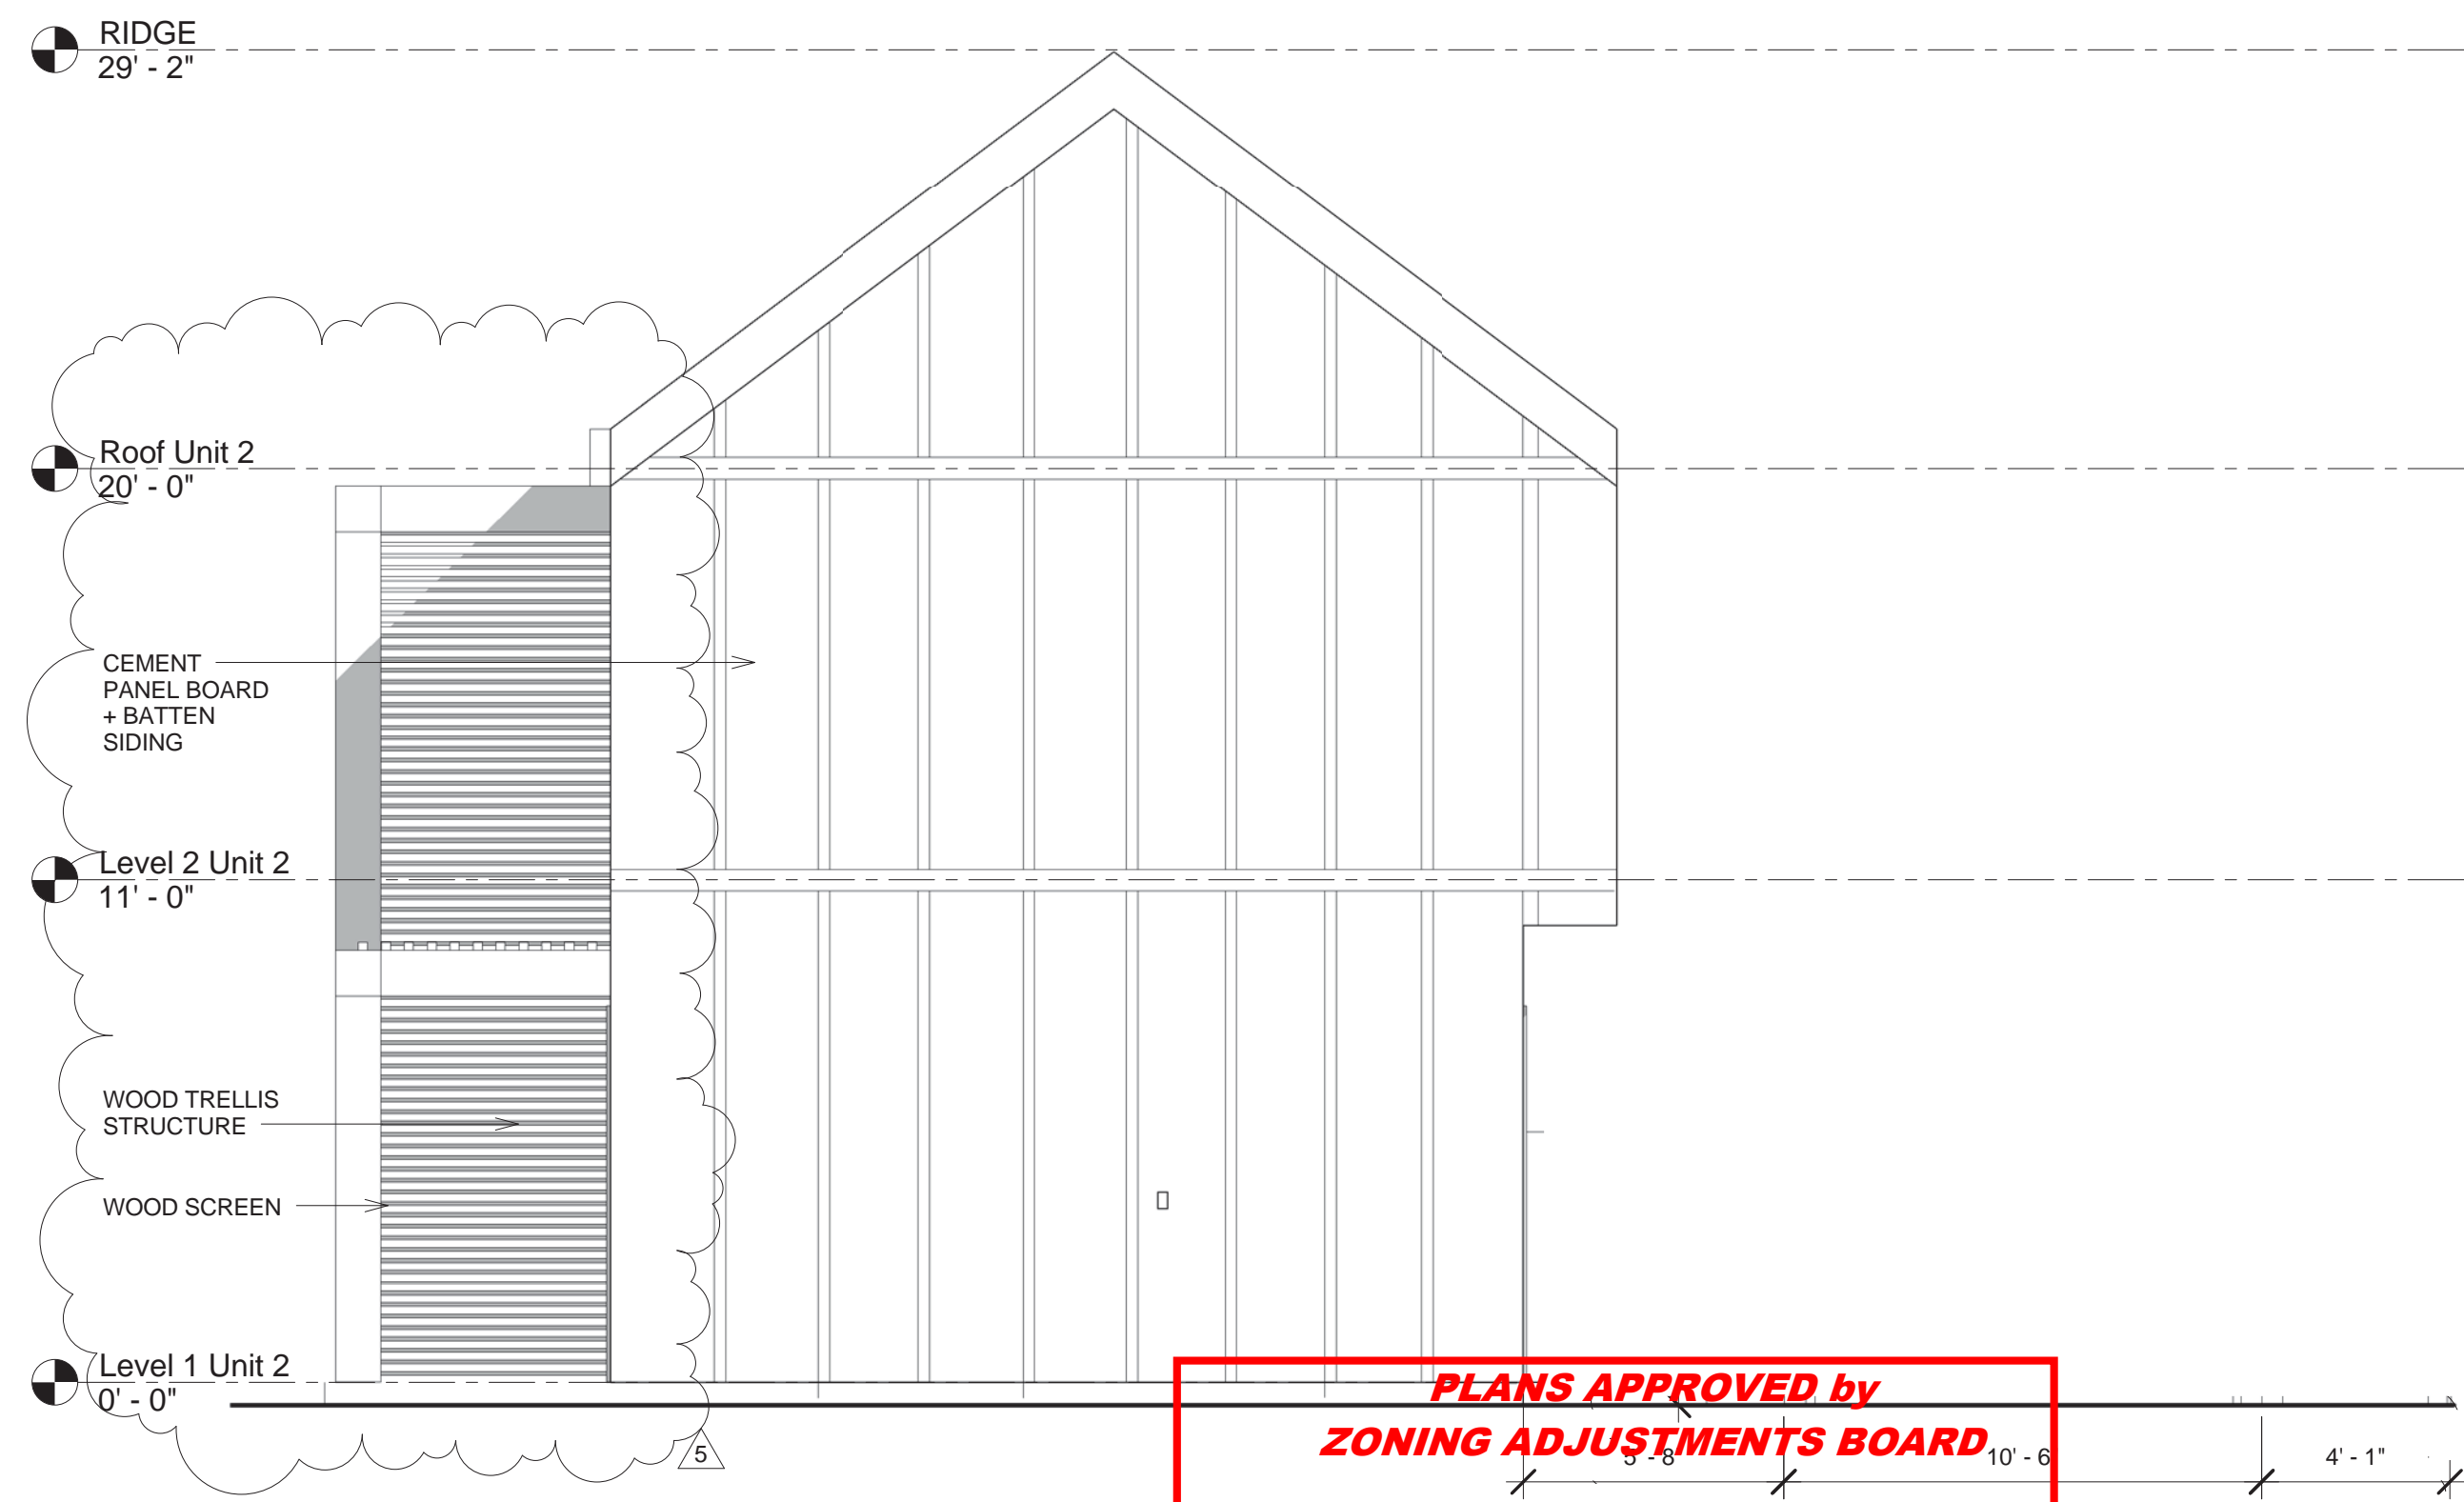 RIDGE
29' - 2"
Roof Unit 2
20' - 0"
CEMENT
PANEL BOARD
+ BATTEN
SIDING
Level 2 Unit 2
11' - 0"
WOOD TRELLIS
STRUCTURE
WOOD SCREEN
Level 1 Unit 2
0' - 0"
5
PLANS APPROVED by
ZONING ADJUSTMENTS BOARD
5' - 8
10' - 6
4' - 1"